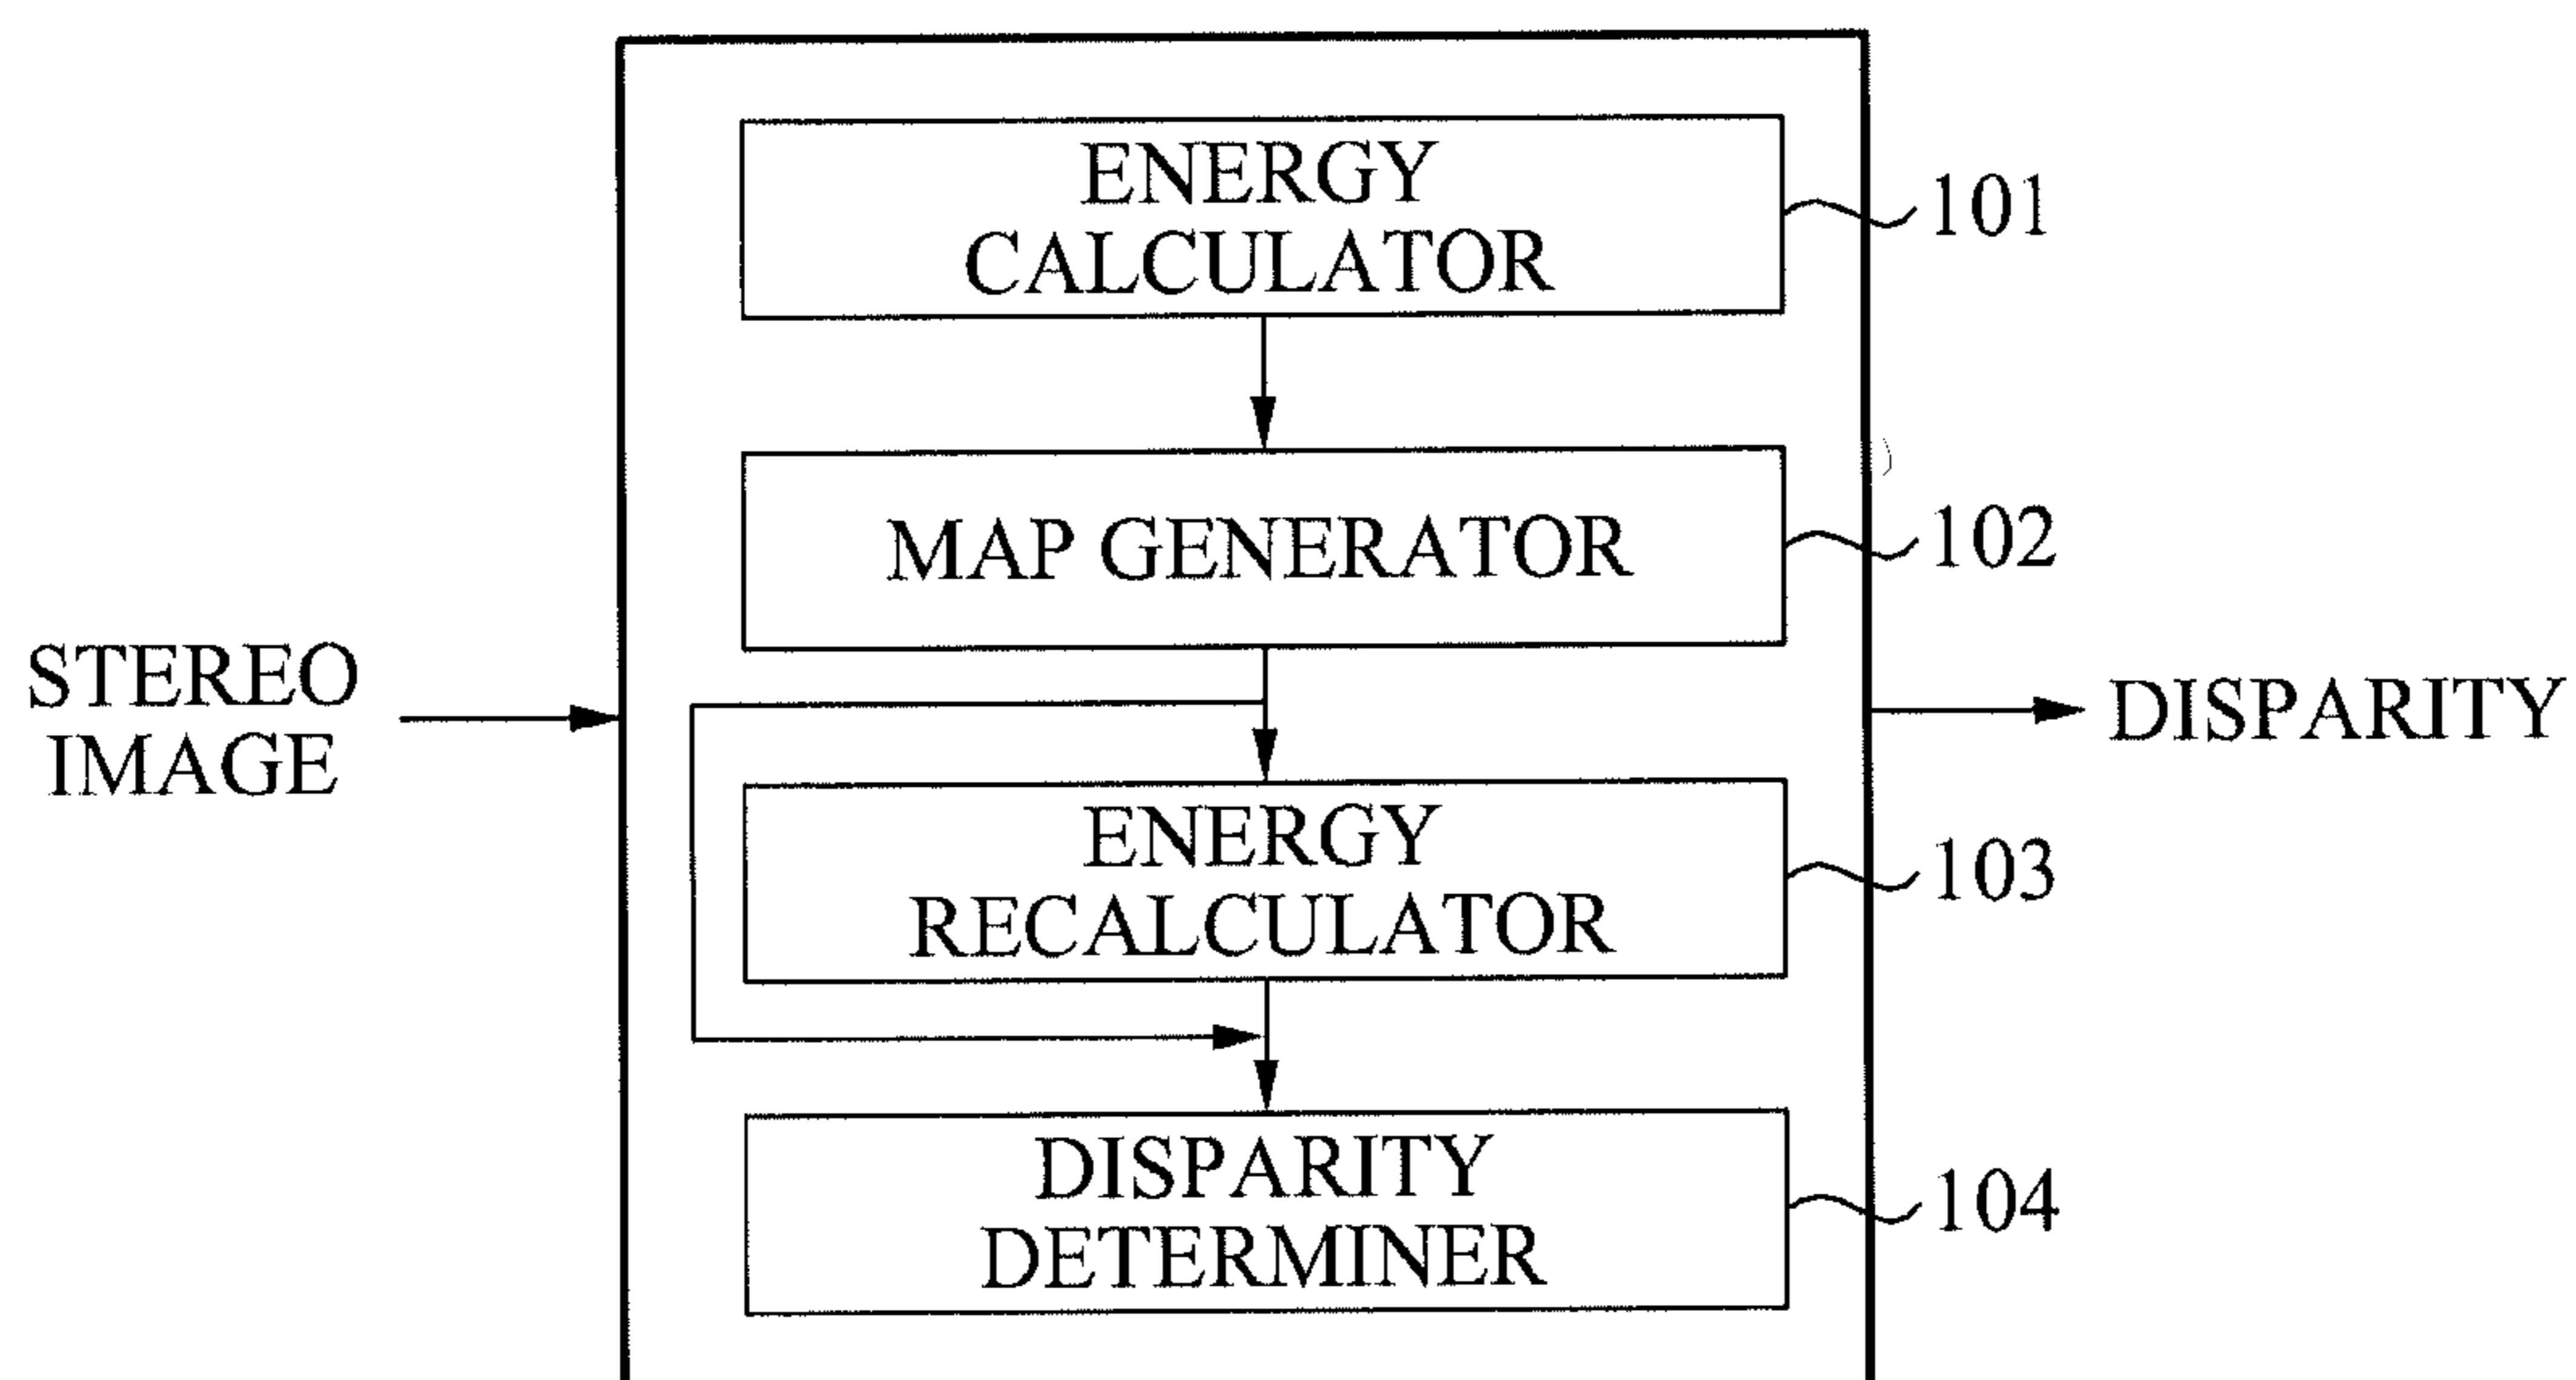 ENERGY
CALCULATOR
101
MAP GENERATOR
102
STEREO
IMAGE
DISPARITY
ENERGY
RECALCULATOR
103
DISPARITY
DETERMINER
104